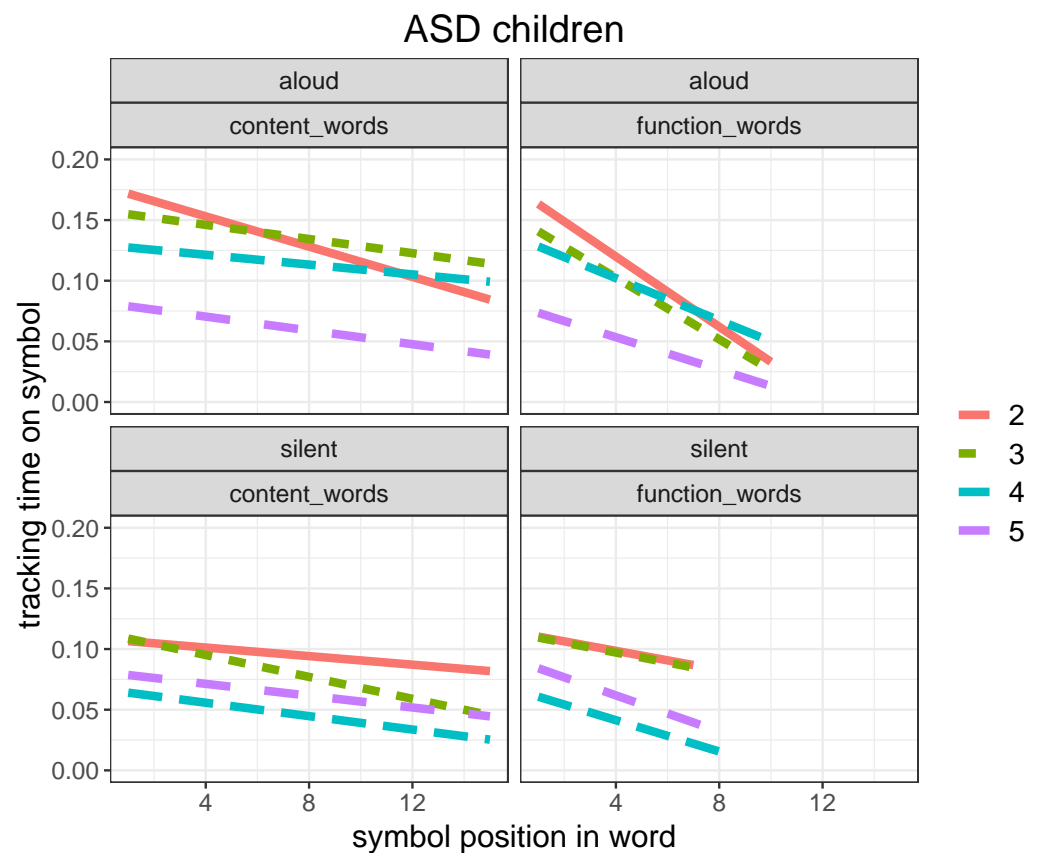 ASD children
aloud
aloud
content_words
function_words
0.20
0.15
0.10
0.05
0.00
silent
silent
content_words
function_words
0.20
0.15
0.10
0.05
0.00
4
8
12
4
8
12
symbol position in word
tracking time on symbol
2
3
4
5